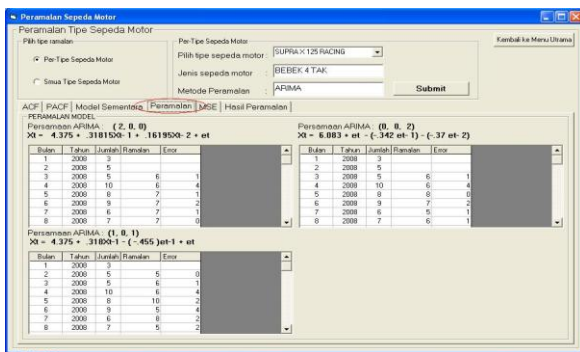 Peramalan Sepeda Motor
Peramalan Tipe Sepeda Motor
Pilih tipe ramalan
Per-Tipe Sepeda Motor
Smua Tipe Sepeda Motor
Per-Tipe Sepeda Motor
Pilih tipe sepeda motor : SUPRA X 125 RACING
Jenis sepeda motor : BEBEK 4 TAK
Metode Peramalan : ARIMA
Submit
Kembali ke Menu Utrama
ACF | PACF | Model Sementara | Peramalan | MSE | Hasil Peramalan
PERAMALAN MODEL
Persamaan ARIMA : ( 2, 0, 0)
Xt = 4.375 + .31815Xt- 1 + .16195Xt- 2 + et
Bulan Tahun Jumlah Ramalan Error
1 2008 3
2 2008 5
3 2008 5 6 1
4 2008 10 6 4
5 2008 8 7 1
6 2008 9 7 2
7 2008 6 7 1
8 2008 7 7 0
Persamaan ARIMA : (0, 0, 2)
Xt = 6.083 + et - (-.342 et- 1) - (-.37 et- 2)
Bulan Tahun Jumlah Ramalan Error
1 2008 3
2 2008 5
3 2008 5 6 1
4 2008 10 6 4
5 2008 8 8 0
6 2008 9 7 2
7 2008 6 5 1
8 2008 7 6 1
Persamaan ARIMA : (1, 0, 1)
Xt = 4.375 + .318Xt-1 - ( -.455 )et-1 + et
Bulan Tahun Jumlah Ramalan Error
1 2008 3
2 2008 5 5 0
3 2008 5 6 1
4 2008 10 6 4
5 2008 8 10 2
6 2008 9 5 4
7 2008 6 8 2
8 2008 7 5 2